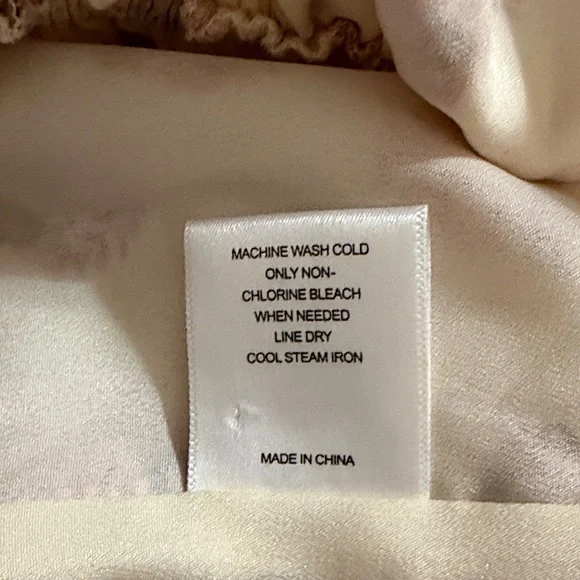 MACHINE WASH COLD
ONLY NON-
CHLORINE BLEACH
WHEN NEEDED
LINE DRY
COOL STEAM IRON
MADE IN CHINA